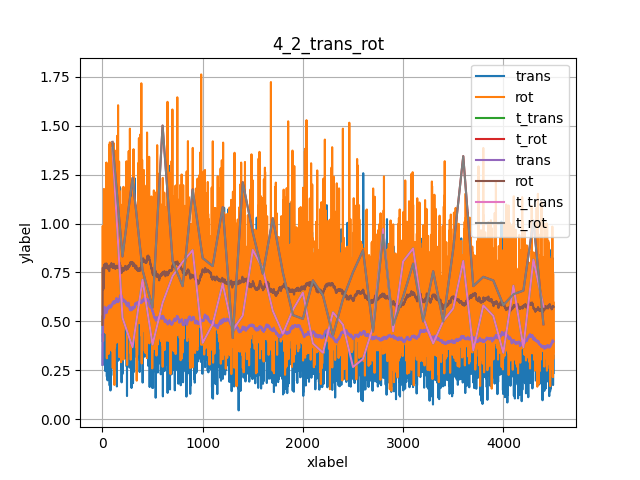 4_2_trans_rot
1.75
1.50
1.25
1.00
0.75
0.50
0.25
0.00
ylabel
0
1000
2000
3000
4000
xlabel
trans
rot
t_trans
t_rot
trans
rot
t_trans
t_rot